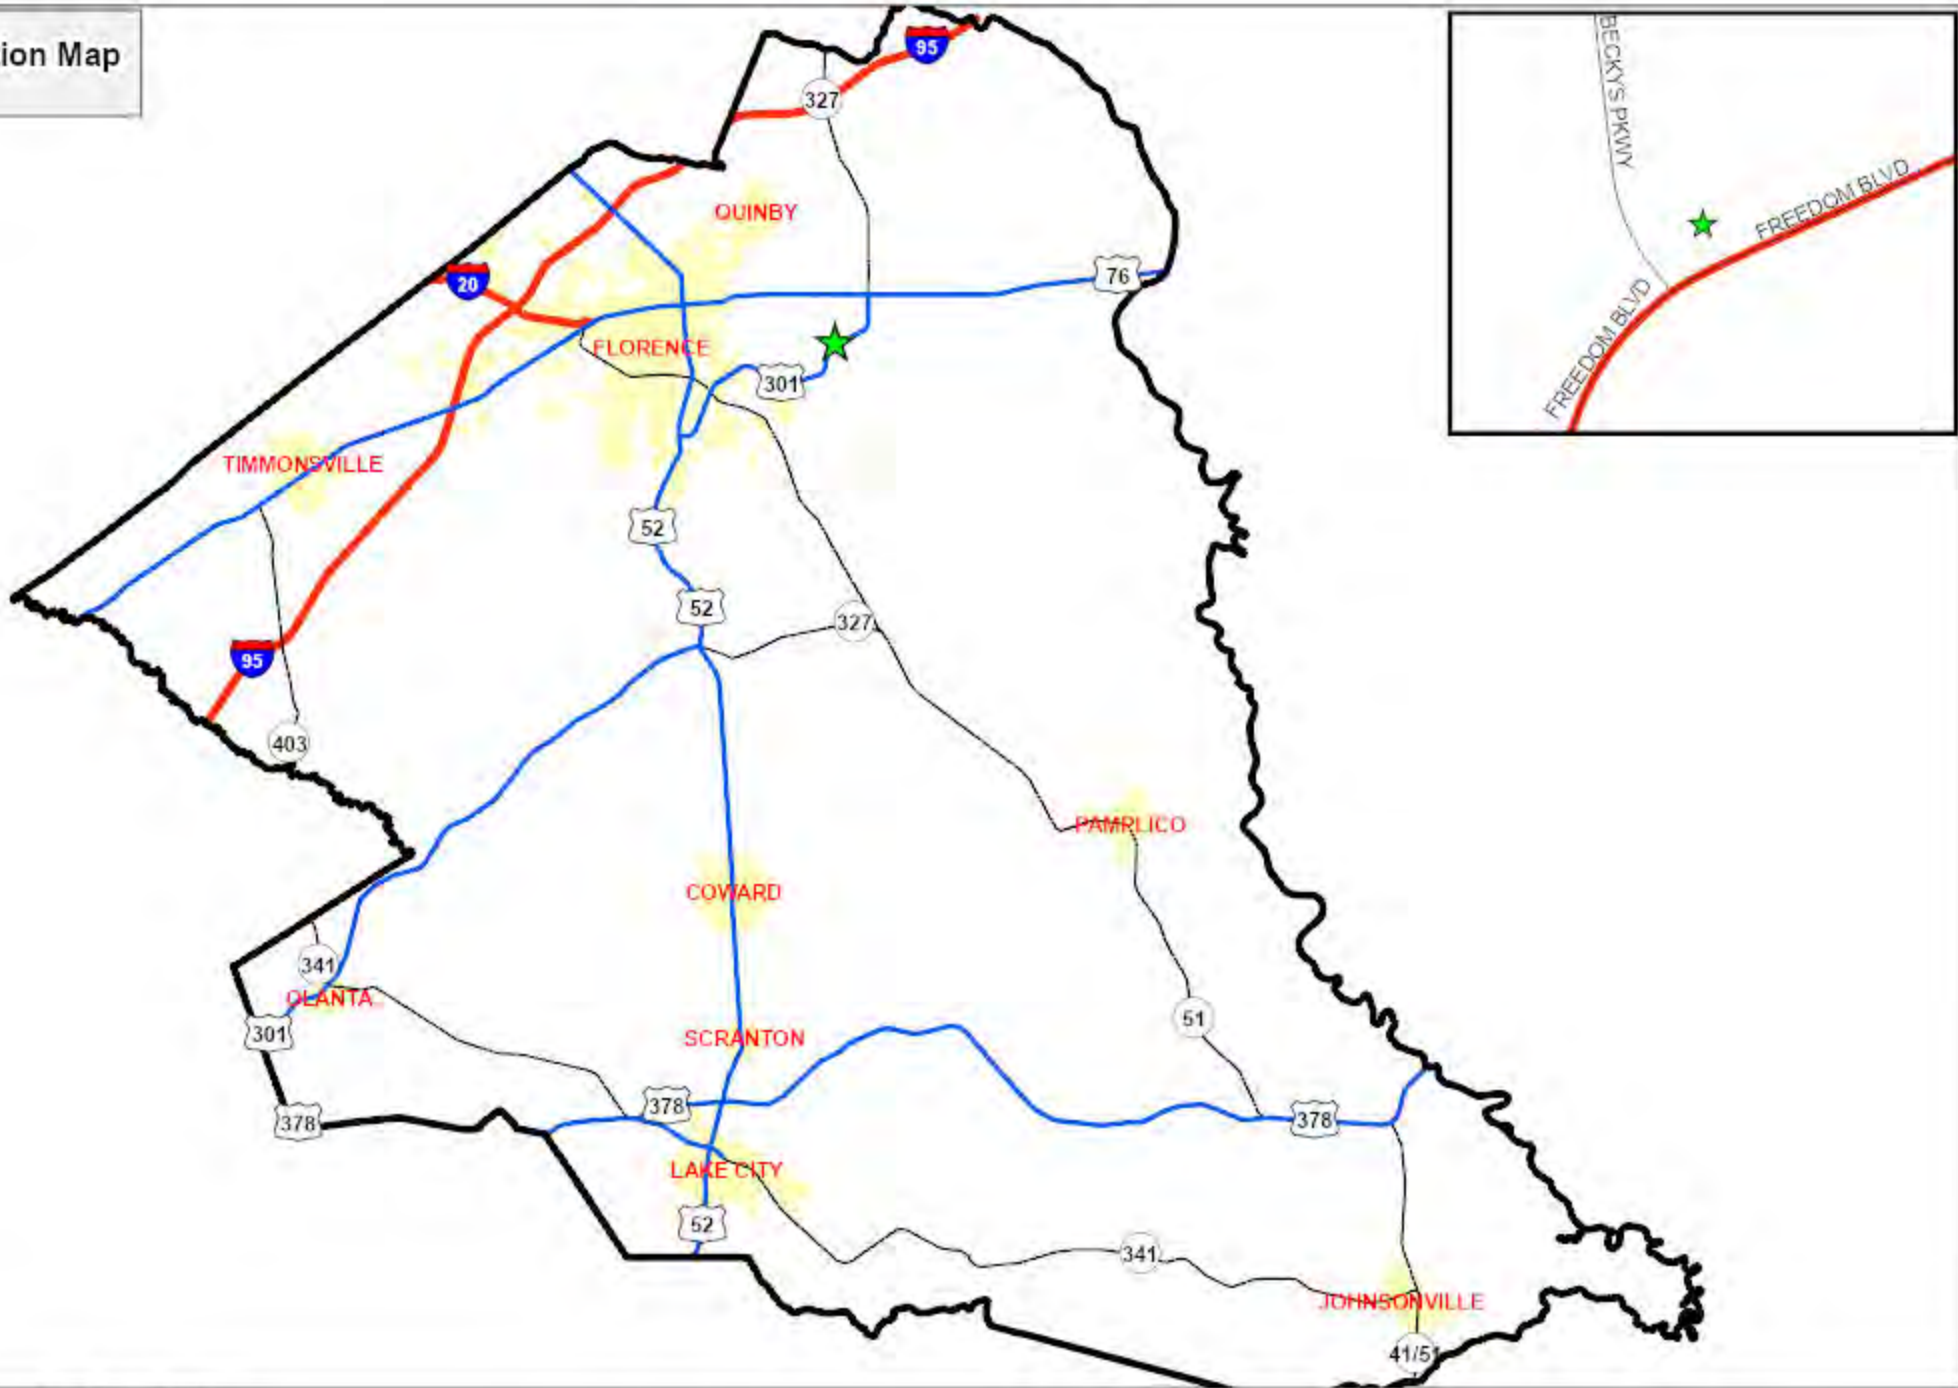 ion Map
95
327
QUINBY
20
76
FLORENCE
301
TIMMONSVILLE
52
52
327
95
403
PAMPLICO
COWARD
341
OLANTA
301
51
SCRANTON
378
378
378
LAKE CITY
52
341
JOHNSONVILLE
41/51
BECKYS PKWY
FREEDOM BLVD
FREEDOM BLVD